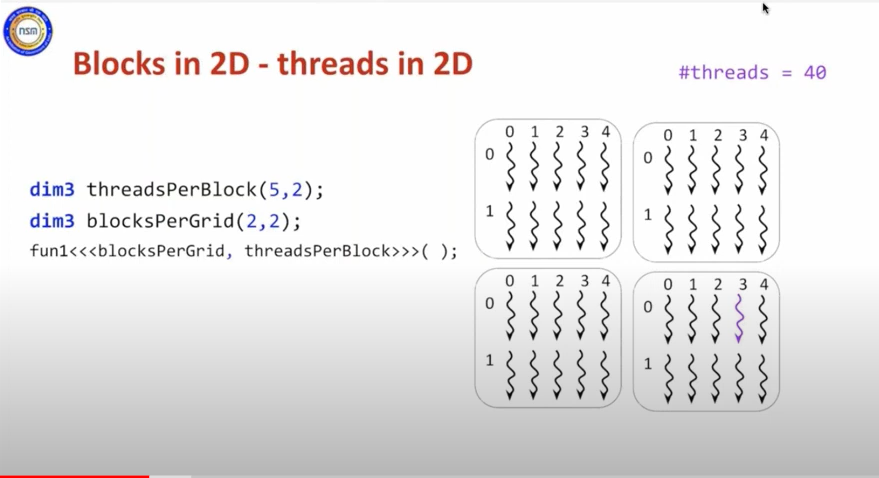 nsm
Blocks in 2D - threads in 2D
#threads = 40
dim3 threadsPerBlock(5,2);
dim3 blocksPerGrid(2,2);
fun1<<<blocksPerGrid, threadsPerBlock>>>( );
0 1 2 3 4
0
1
0 1 2 3 4
0
1
0 1 2 3 4
0
1
0 1 2 3 4
0
1